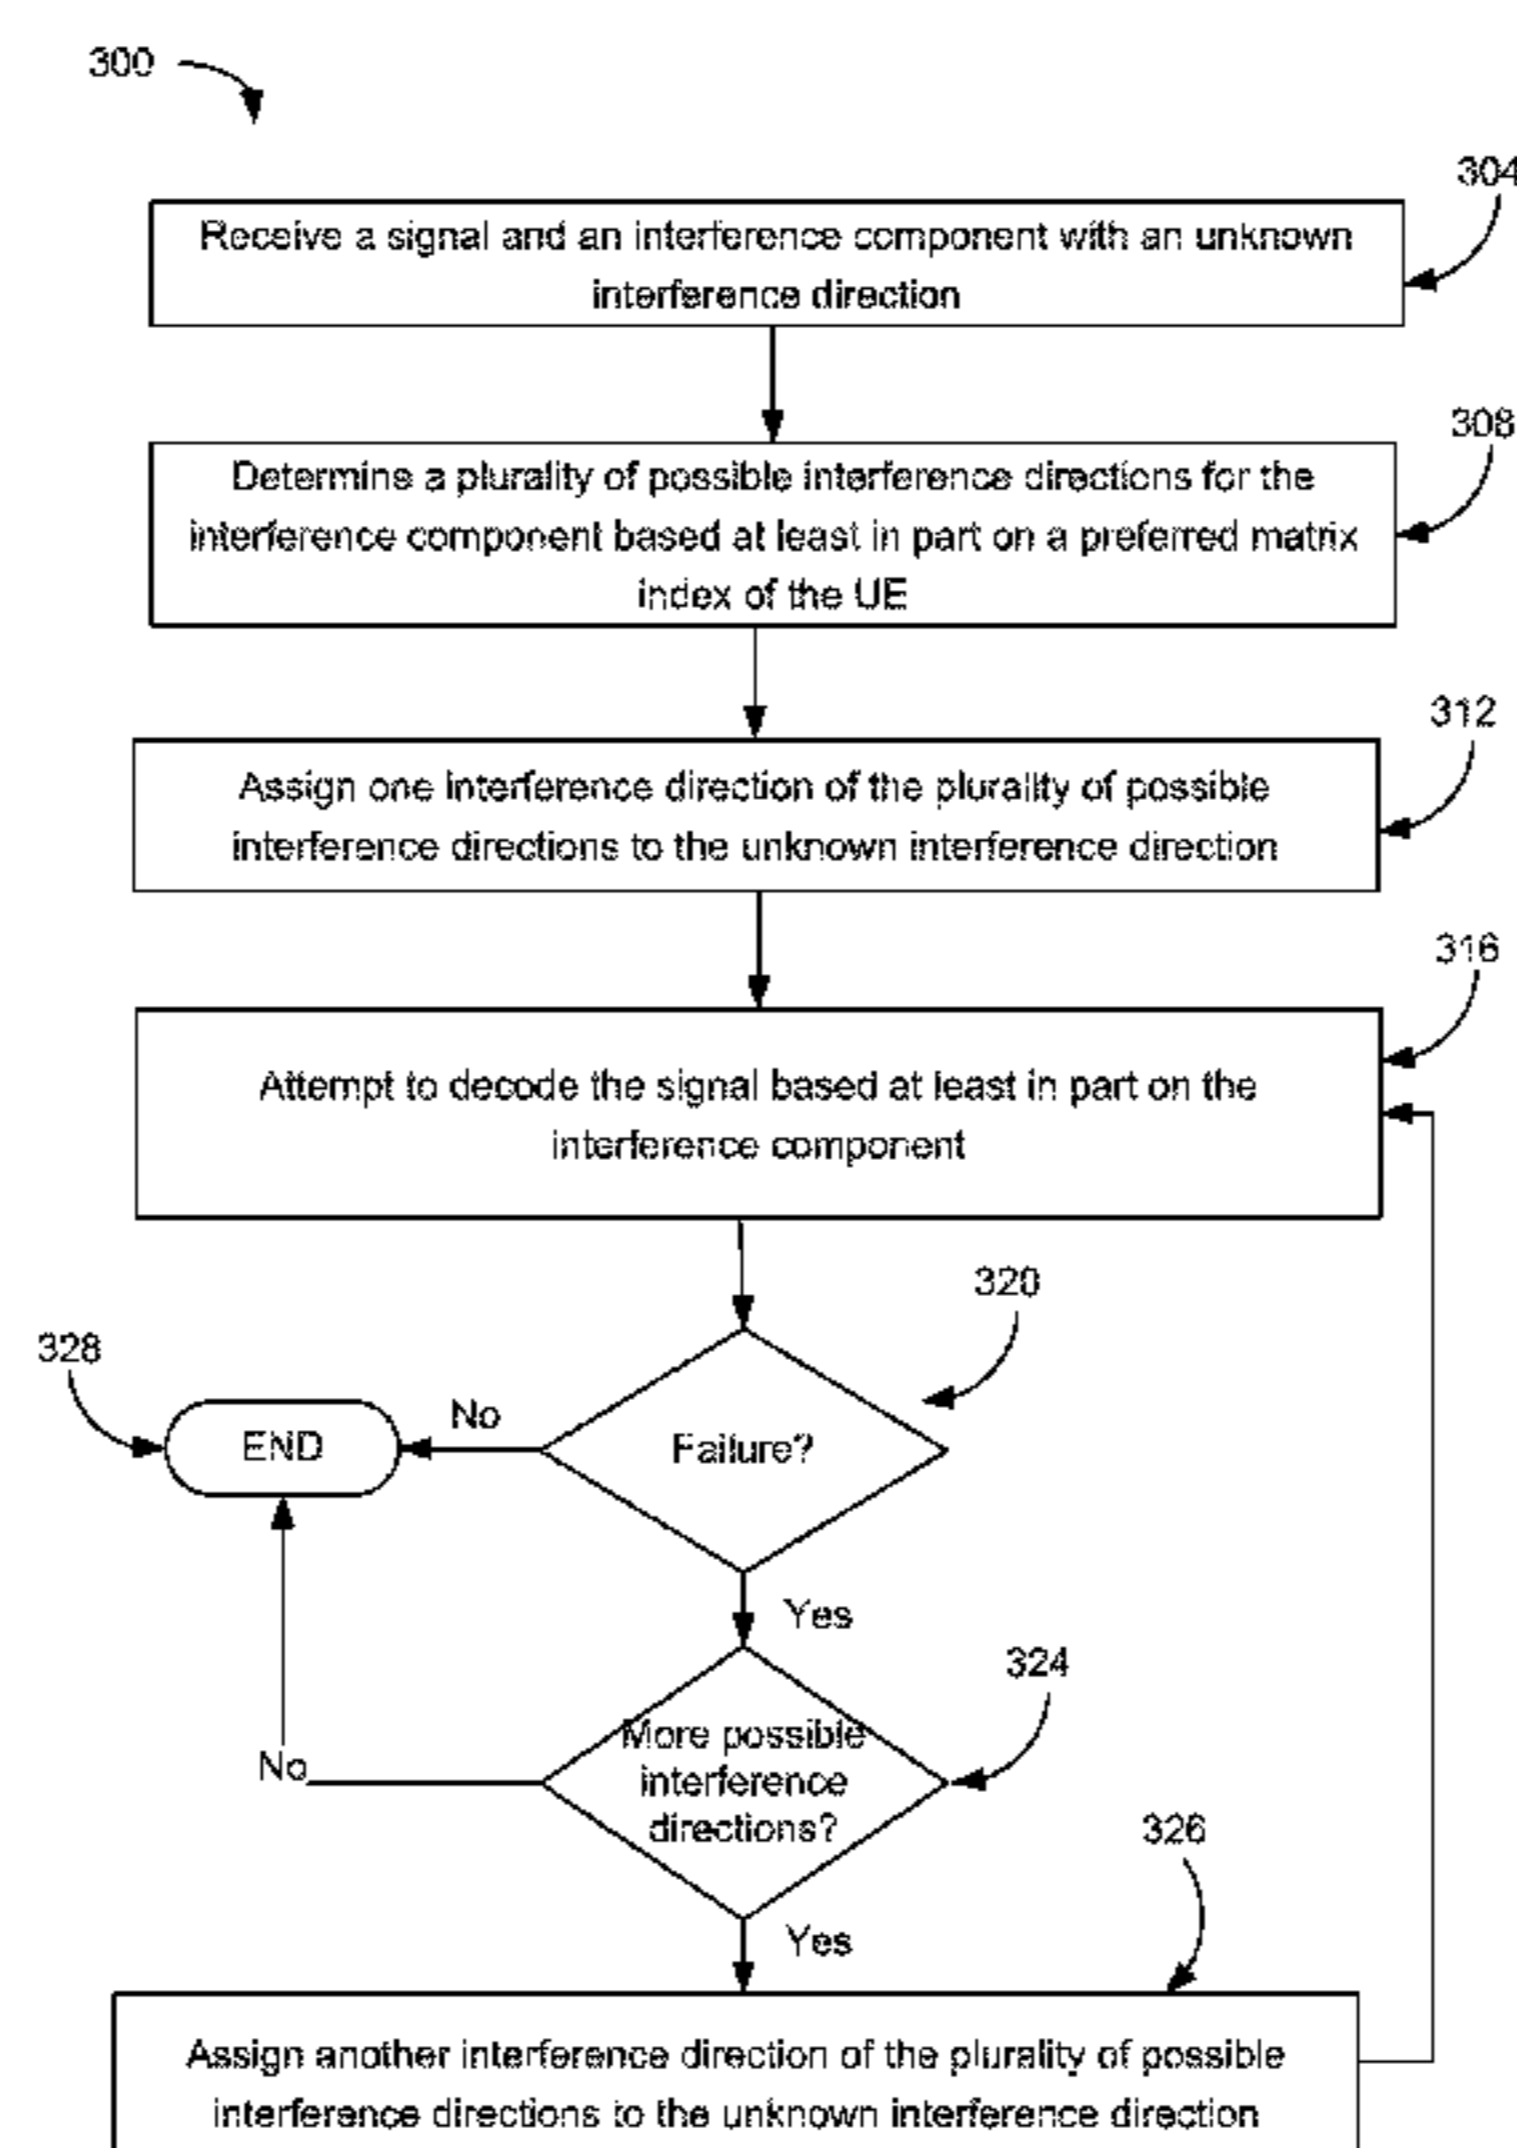 300
304
Receive a signal and an interference component with an unknown
interference direction
308
Determine a plurality of possible interference directions for the
interference component based at least in part on a preferred matrix
index of the UE
312
Assign one interference direction of the plurality of possible
interference directions to the unknown interference direction
316
Attempt to decode the signal based at least in part on the
interference component
320
328
No
END
Failure?
Yes
324
More possible
interference
directions?
No
326
Yes
Assign another interference direction of the plurality of possible
interference directions to the unknown interference direction